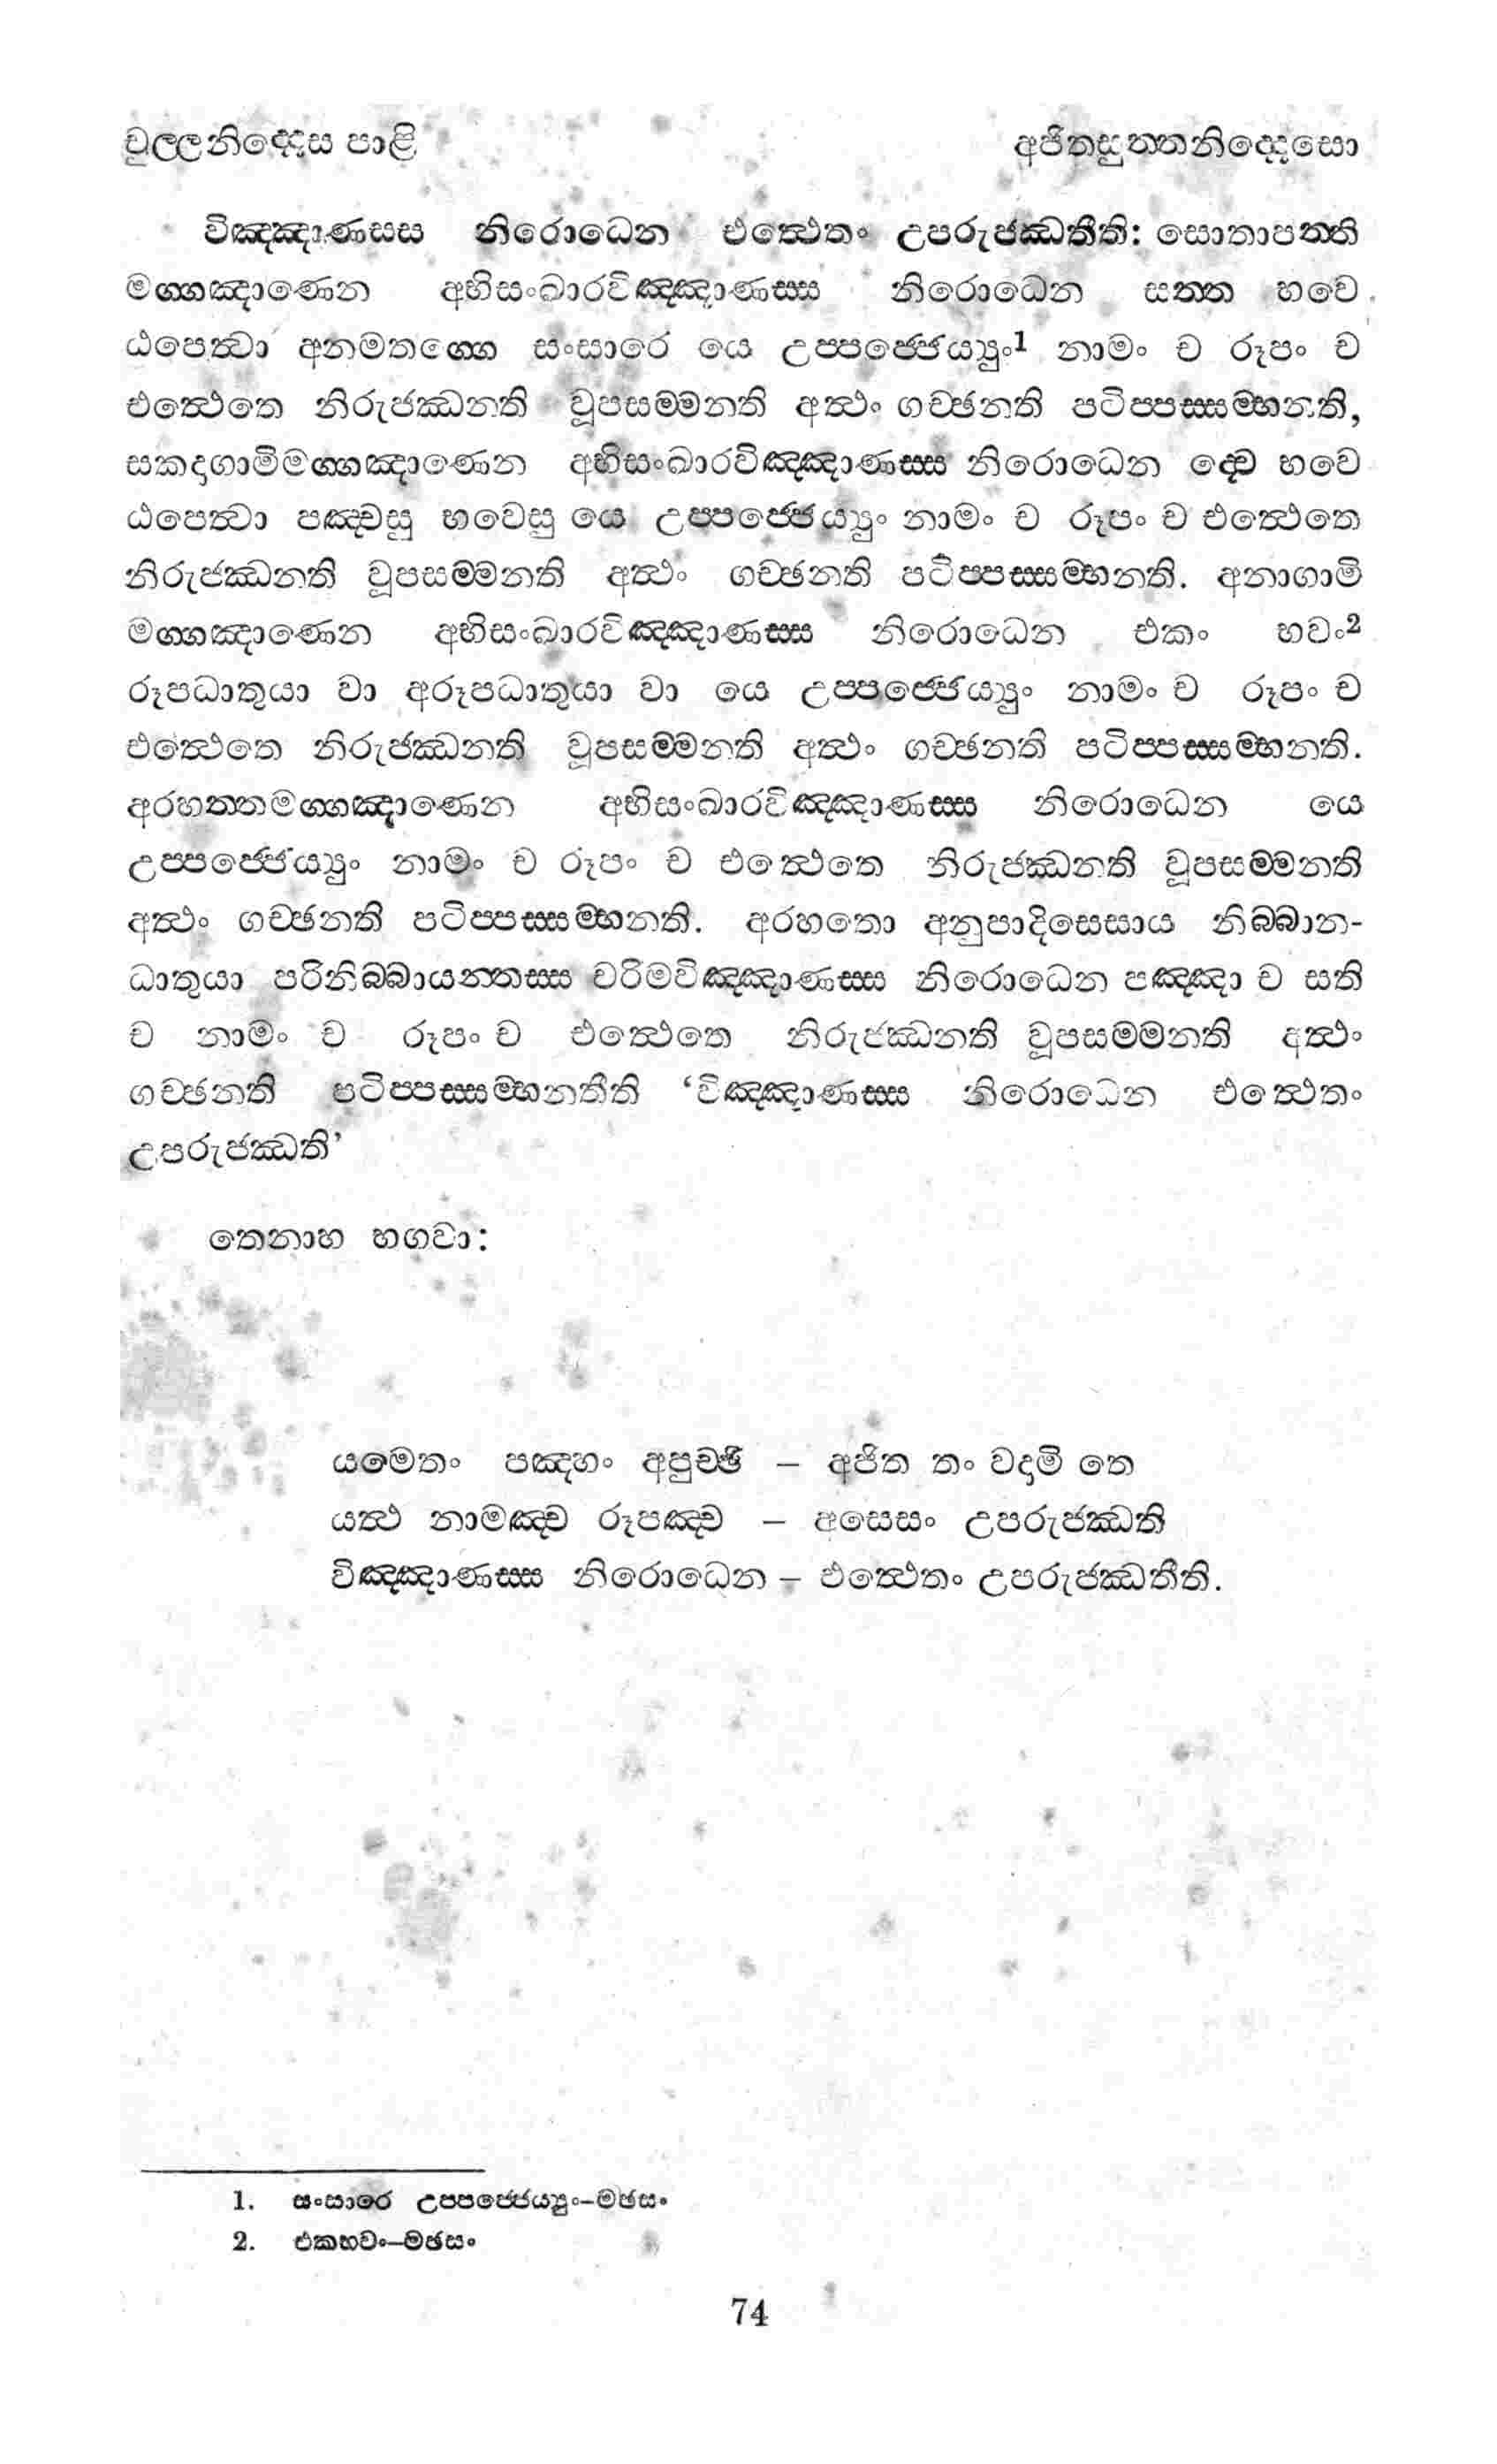 චුල්ලනිද්දෙස පාළි
අජිතසුත්තනිද්දෙසො
විඤ්ඤාණසස නිරොධෙන එත්ථෙතං උපරුජ්ඣතීති: සොතාපත්ති
මග්ගඤාණෙන අභිසංඛාරවිඤ්ඤාණස්ස නිරොධෙන සත්ත භවෙ
ඨපෙත්වා අනමතග්ගෙ සංසාරෙ යෙ උප්පජ්ජෙය්‍යුං1 නාමං ච රූපං ච
එත්ථෙතෙ නිරුජ්ඣන්ති වූපසම්මන්ති අත්ථං ගච්ඡන්ති පටිප්පස්සම්භන්ති,
සකදාගාමිමග්ගඤාණෙන අභිසංඛාරවිඤ්ඤාණස්ස නිරොධෙන ද්වෙ භවෙ
ඨපෙත්වා පඤ්චසු භවෙසු යෙ උප්පජ්ජෙය්‍යුං නාමං ච රූපං ච එත්ථෙතෙ
නිරුජ්ඣන්ති වූපසම්මන්ති අත්ථං ගච්ඡන්ති පටිප්පස්සම්භන්ති. අනාගාමි
මග්ගඤාණෙන අභිසංඛාරවිඤ්ඤාණස්ස නිරොධෙන එකං භවං2
රූපධාතුයා වා අරූපධාතුයා වා යෙ උප්පජ්ජෙය්‍යුං නාමං ච රූපං ච
එත්ථෙතෙ නිරුජ්ඣන්ති වූපසම්මන්ති අත්ථං ගච්ඡන්ති පටිප්පස්සම්භන්ති.
අරහත්තමග්ගඤාණෙන අභිසංඛාරවිඤ්ඤාණස්ස නිරොධෙන යෙ
උප්පජ්ජෙය්‍යුං නාමං ච රූපං ච එත්ථෙතෙ නිරුජ්ඣන්ති වූපසම්මන්ති
අත්ථං ගච්ඡන්ති පටිප්පස්සම්භන්ති. අරහතො අනුපාදිසෙසාය නිබ්බාන-
ධාතුයා පරිනිබ්බායන්තස්ස චරිමවිඤ්ඤාණස්ස නිරොධෙන පඤ්ඤා ච සති
ච නාමං ච රූපං ච එත්ථෙතෙ නිරුජ්ඣන්ති වූපසම්මන්ති අත්ථං
ගච්ඡන්ති පටිප්පස්සම්භන්තීති ‘විඤ්ඤාණස්ස නිරොධෙන එත්ථෙතං
උපරුජ්ඣති’
තෙනාහ භගවා:
යමෙතං පඤ්හං අපුච්ඡි – අජිත තං වදාමි තෙ
යත්ථ නාමඤ්ච රූපඤ්ච – අසෙසං උපරුජ්ඣති
විඤ්ඤාණස්ස නිරොධෙන – එත්ථෙතං උපරුජ්ඣතීති.
1. සංසාරෙ උපපජ්ජෙය්‍යුං–මඡසං
2. එකභවං–මඡසං
74